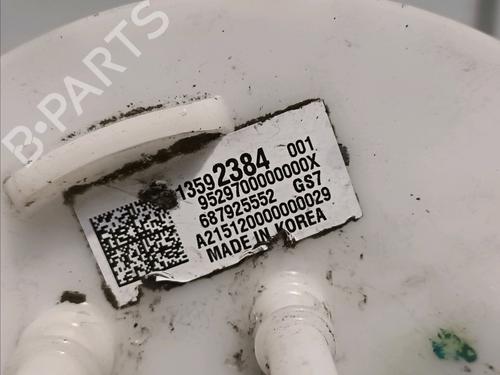 B-PARTS
13592384 001
9529700000000X
687925552 GS7
A215120000000029
MADE IN KOREA